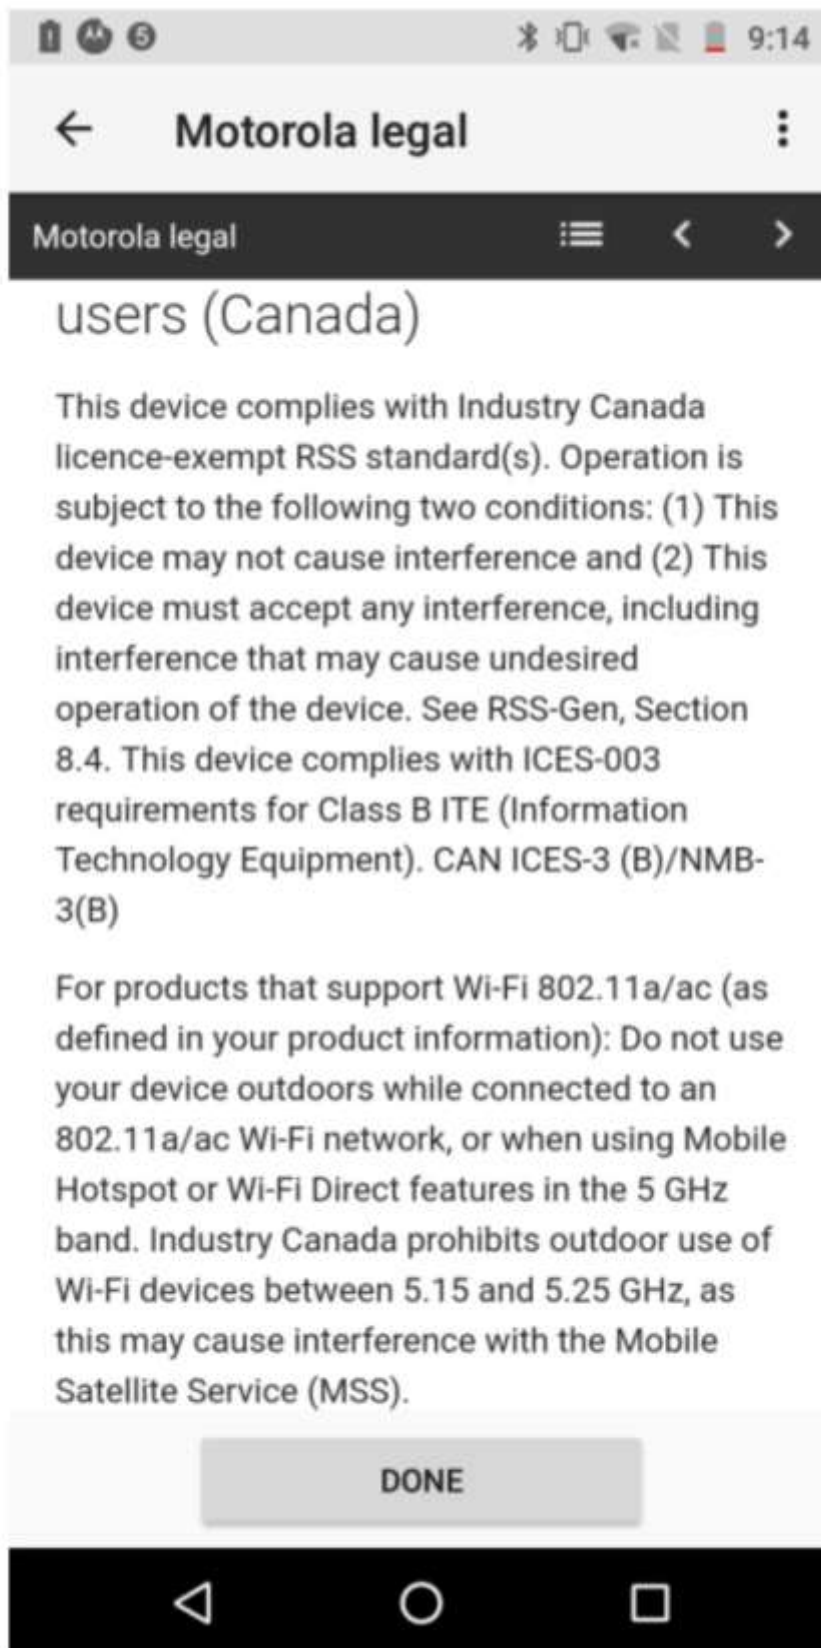 5
9:14
Motorola legal
Motorola legal
users (Canada)
This device complies with Industry Canada
licence-exempt RSS standard(s). Operation is
subject to the following two conditions: (1) This
device may not cause interference and (2) This
device must accept any interference, including
interference that may cause undesired
operation of the device. See RSS-Gen, Section
8.4. This device complies with ICES-003
requirements for Class B ITE (Information
Technology Equipment). CAN ICES-3 (B)/NMB-
3(B)
For products that support Wi-Fi 802.11a/ac (as
defined in your product information): Do not use
your device outdoors while connected to an
802.11a/ac Wi-Fi network, or when using Mobile
Hotspot or Wi-Fi Direct features in the 5 GHz
band. Industry Canada prohibits outdoor use of
Wi-Fi devices between 5.15 and 5.25 GHz, as
this may cause interference with the Mobile
Satellite Service (MSS).
DONE